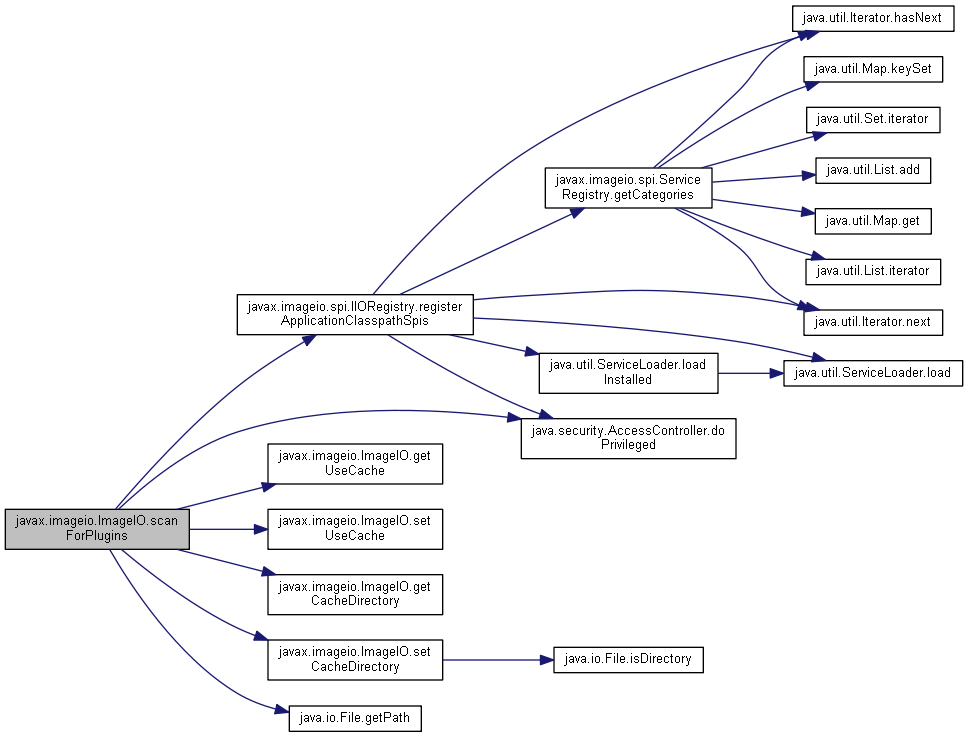 java.util.Iterator.hasNext
java.util.Map.keySet
java.util.Set.iterator
javax.imageio.spi.Service
Registry.getCategories
java.util.List.add
java.util.Map.get
java.util.List.iterator
javax.imageio.spi.IIORegistry.register
ApplicationClasspathSpis
java.util.Iterator.next
java.util.ServiceLoader.load
Installed
java.util.ServiceLoader.load
java.security.AccessController.do
Privileged
javax.imageio.ImageIO.get
UseCache
javax.imageio.ImageIO.scan
ForPlugins
javax.imageio.ImageIO.set
UseCache
javax.imageio.ImageIO.get
CacheDirectory
javax.imageio.ImageIO.set
CacheDirectory
java.io.File.isDirectory
java.io.File.getPath